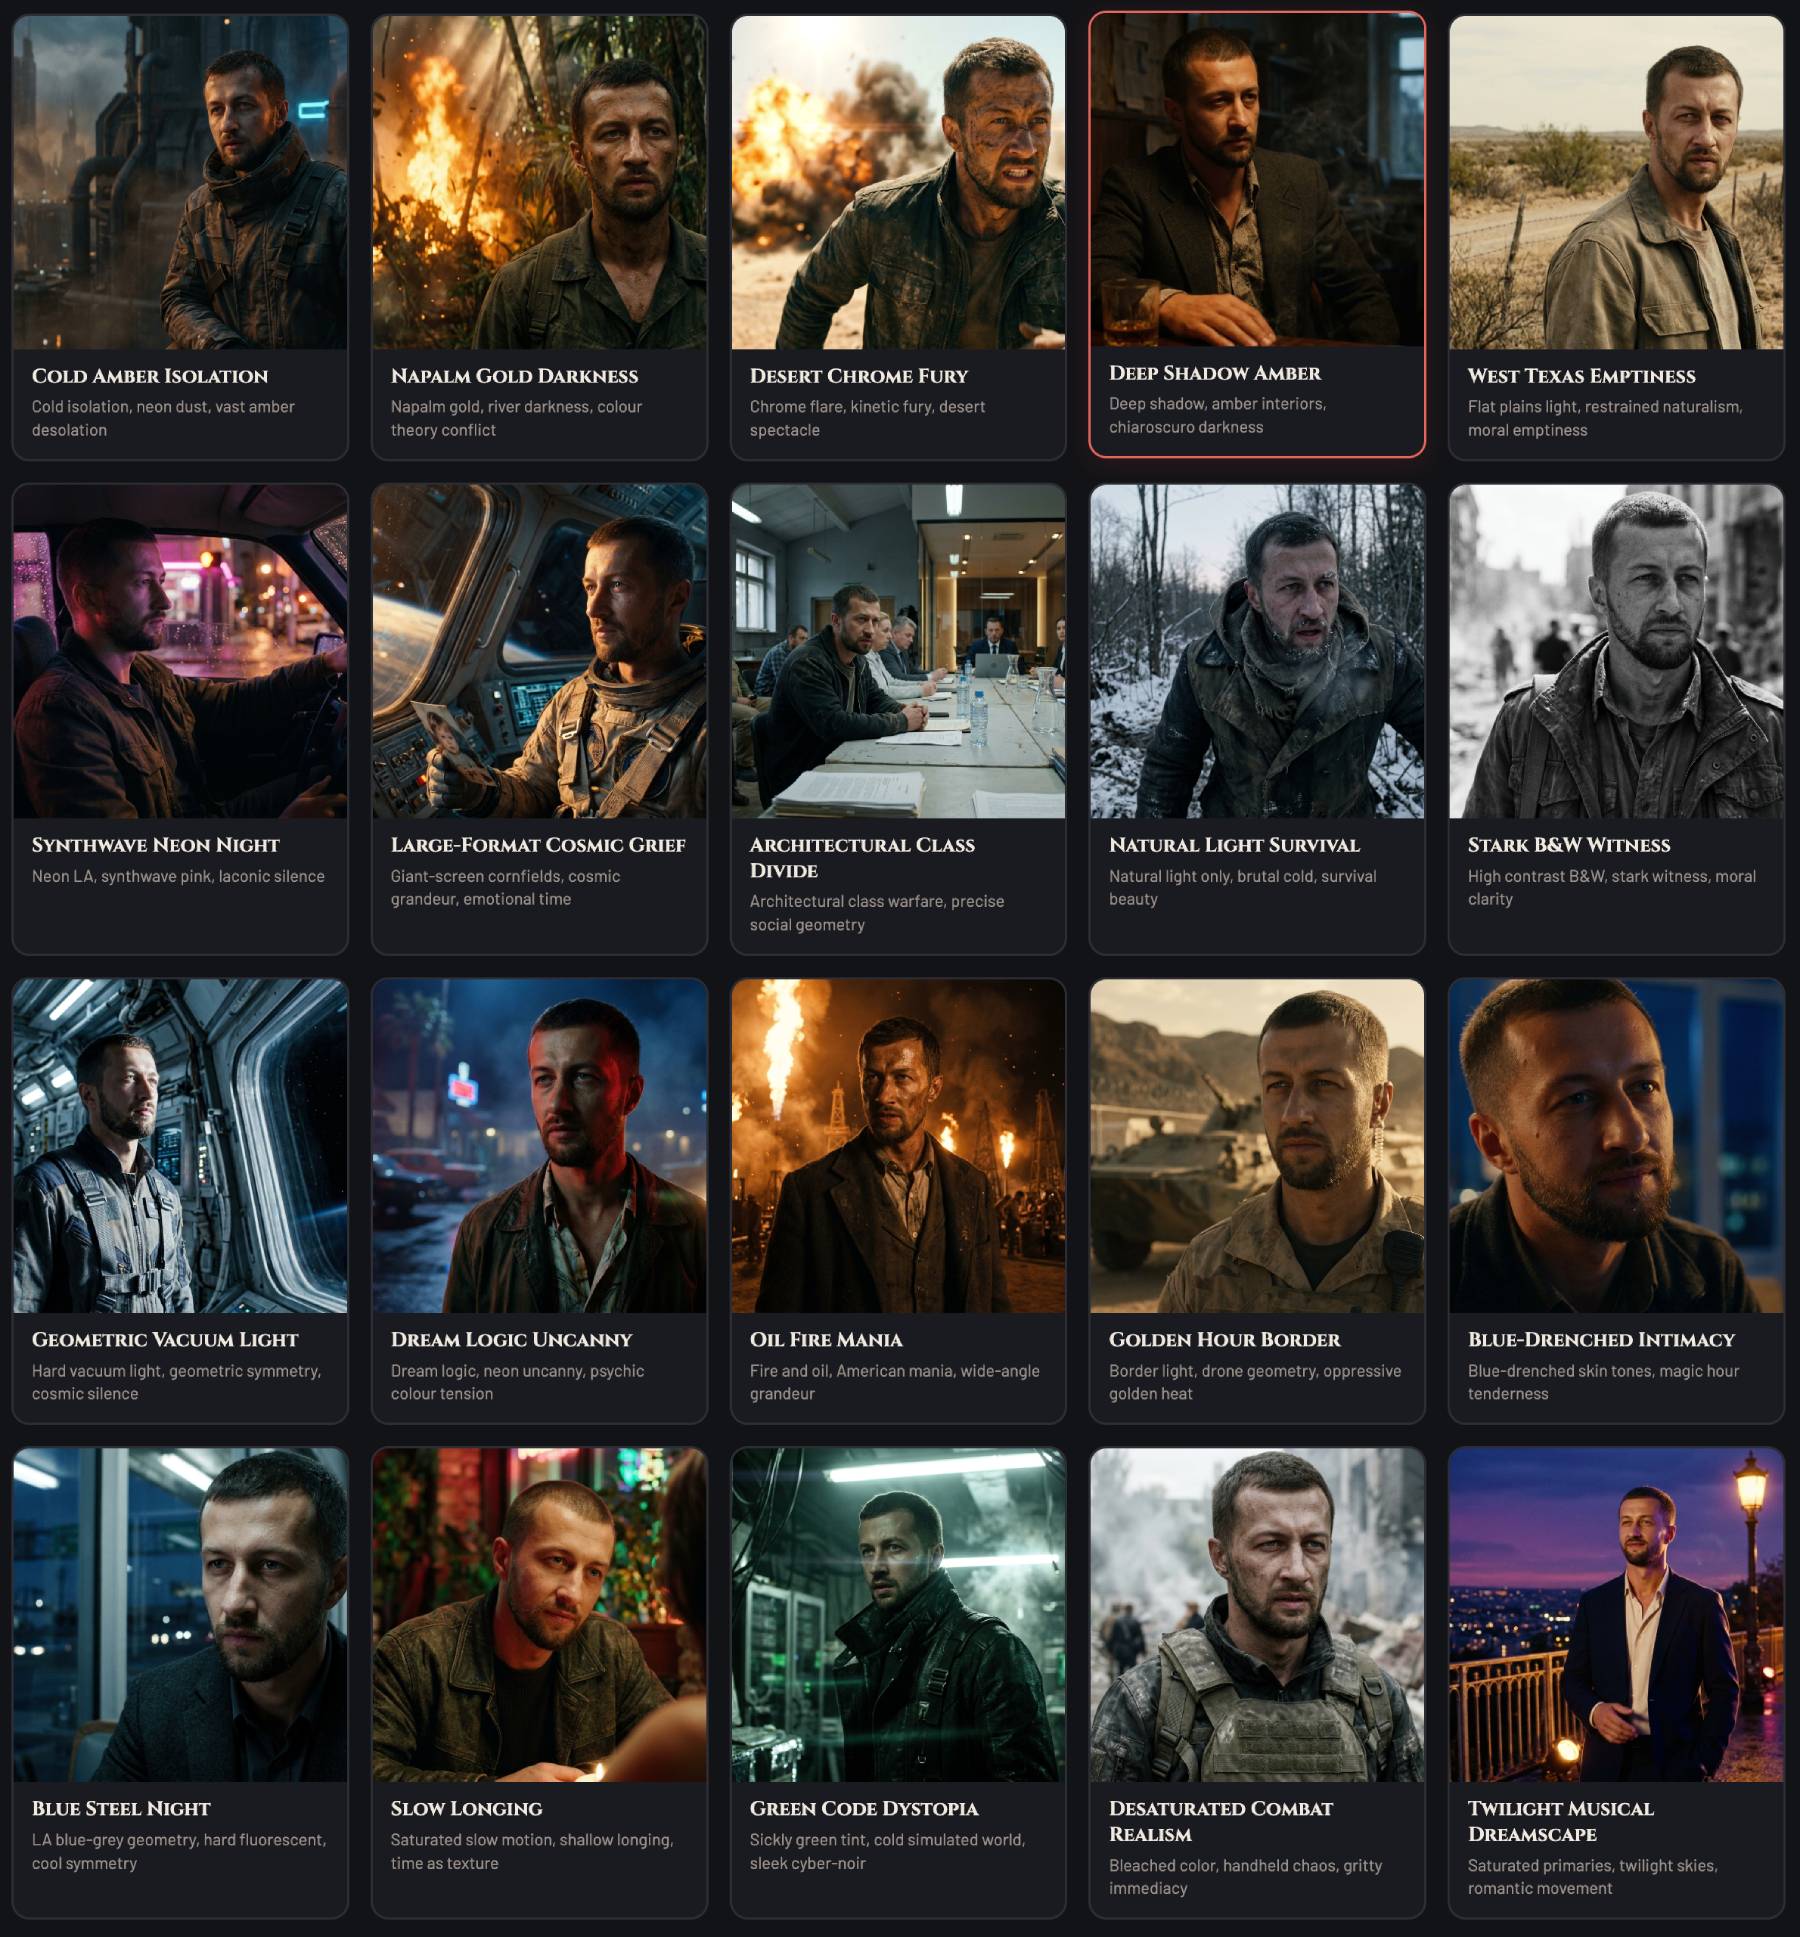 Cold Amber Isolation
Cold isolation, neon dust, vast amber
desolation
Napalm Gold Darkness
Napalm gold, river darkness, colour
theory conflict
Desert Chrome Fury
Chrome flare, kinetic fury, desert
spectacle
Deep Shadow Amber
Deep shadow, amber interiors,
chiaroscuro darkness
West Texas Emptiness
Flat plains light, restrained naturalism,
moral emptiness
Synthwave Neon Night
Neon LA, synthwave pink, laconic silence
Large-Format Cosmic Grief
Giant-screen cornfields, cosmic
grandeur, emotional time
Architectural Class
Divide
Architectural class warfare, precise
social geometry
Natural Light Survival
Natural light only, brutal cold, survival
beauty
Stark B&W Witness
High contrast B&W, stark witness, moral
clarity
Geometric Vacuum Light
Hard vacuum light, geometric symmetry,
cosmic silence
Dream Logic Uncanny
Dream logic, neon uncanny, psychic
colour tension
Oil Fire Mania
Fire and oil, American mania, wide-angle
grandeur
Golden Hour Border
Border light, drone geometry, oppressive
golden heat
Blue-Drenched Intimacy
Blue-drenched skin tones, magic hour
tenderness
Blue Steel Night
LA blue-grey geometry, hard fluorescent,
cool symmetry
Slow Longing
Saturated slow motion, shallow longing,
time as texture
Green Code Dystopia
Sickly green tint, cold simulated world,
sleek cyber-noir
Desaturated Combat
Realism
Bleached color, handheld chaos, gritty
immediacy
Twilight Musical
Dreamscape
Saturated primaries, twilight skies,
romantic movement